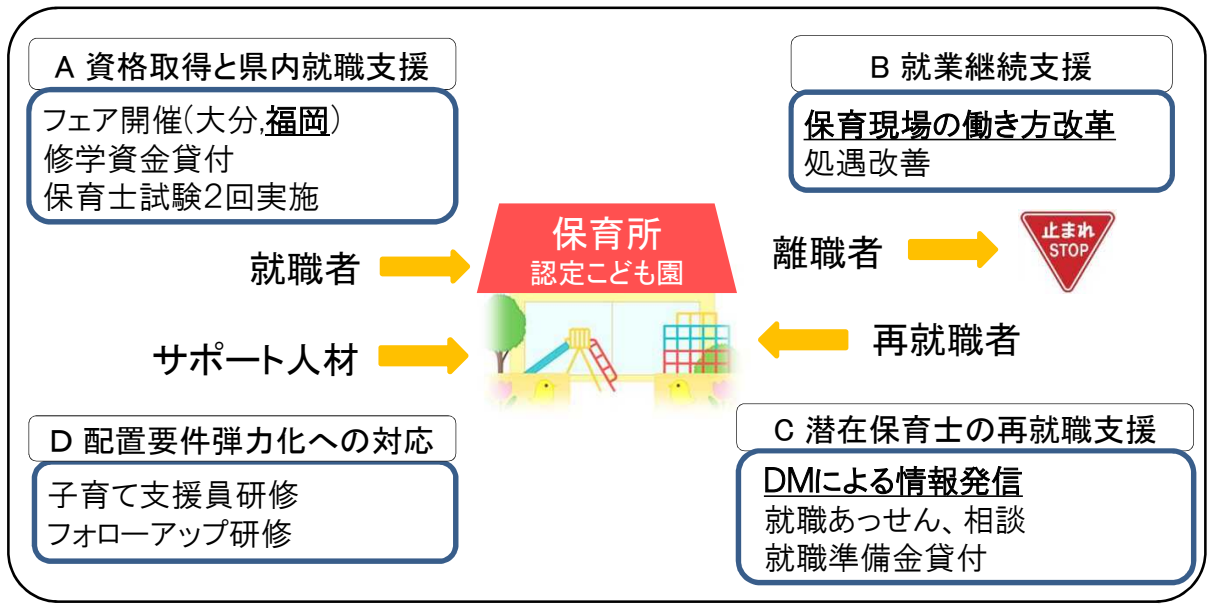 A 資格取得と県内就職支援
フェア開催(大分,福岡)
修学資金貸付
保育士試験2回実施
B 就業継続支援
保育現場の働き方改革
処遇改善
就職者
保育所
認定こども園
離職者
止まれ
STOP
サポート人材
再就職者
D 配置要件弾力化への対応
子育て支援員研修
フォローアップ研修
C 潜在保育士の再就職支援
DMによる情報発信
就職あっせん、相談
就職準備金貸付